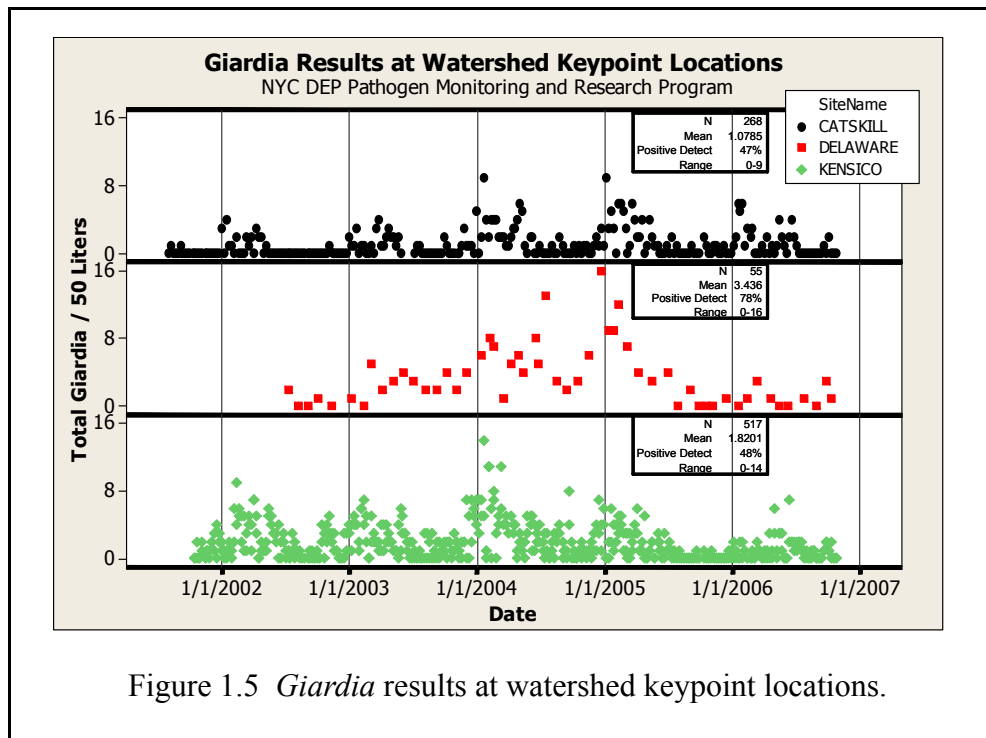 Giardia Results at Watershed Keypoint Locations
NYC DEP Pathogen Monitoring and Research Program
SiteName
CATSKILL
DELAWARE
KENSICO
Total Giardia / 50 Liters
16
8
0
N 268
Mean 1.0785
Positive Detect 47%
Range 0-9
16
8
0
N 55
Mean 3.436
Positive Detect 78%
Range 0-16
16
8
0
N 517
Mean 1.8201
Positive Detect 48%
Range 0-14
1/1/2002 1/1/2003 1/1/2004 1/1/2005 1/1/2006 1/1/2007
Date
Figure 1.5 Giardia results at watershed keypoint locations.